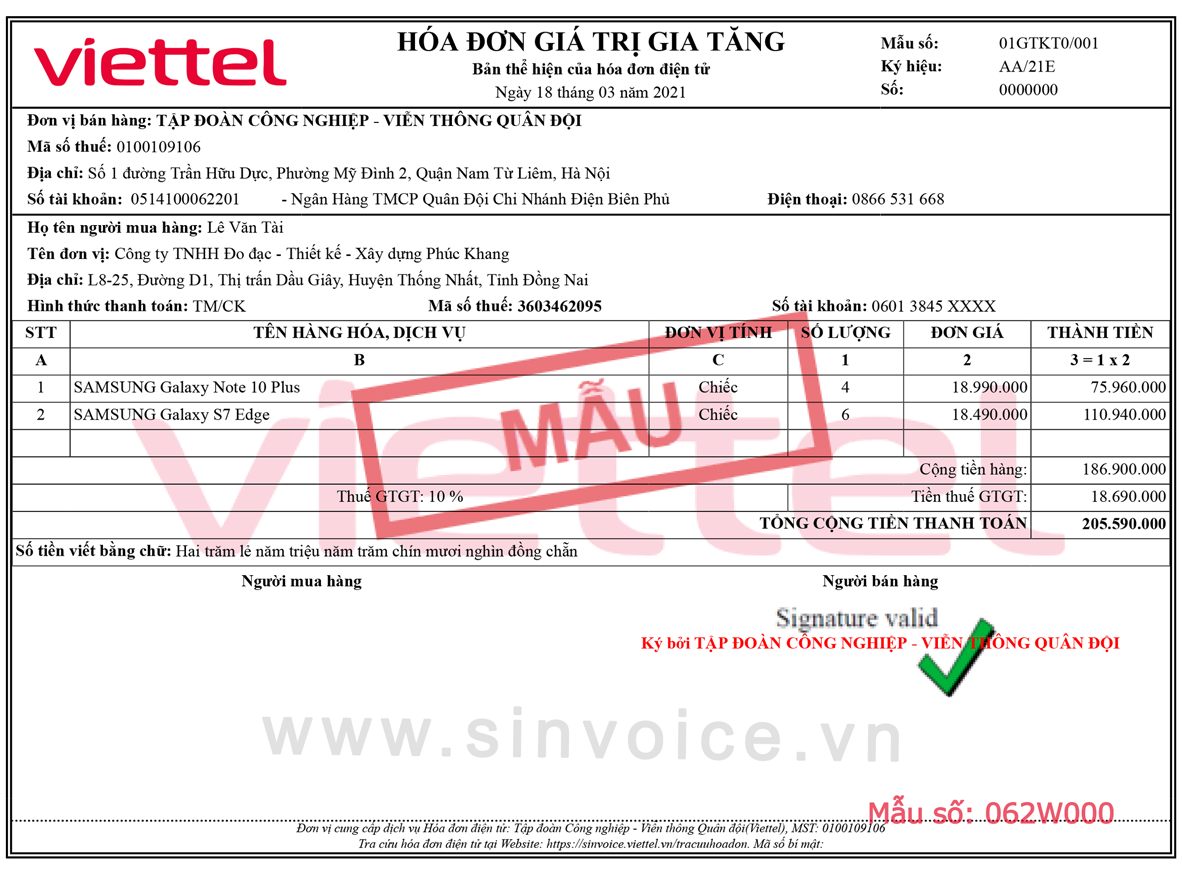 viettel
HÓA ĐƠN GIÁ TRỊ GIA TĂNG
Bản thể hiện của hóa đơn điện tử
Ngày 18 tháng 03 năm 2021
Mẫu số: 01GTKT0/001
Ký hiệu: AA/21E
Số: 0000000
Đơn vị bán hàng: TẬP ĐOÀN CÔNG NGHIỆP - VIỄN THÔNG QUÂN ĐỘI
Mã số thuế: 0100109106
Địa chỉ: Số 1 đường Trần Hữu Dực, Phường Mỹ Đình 2, Quận Nam Từ Liêm, Hà Nội
Số tài khoản: 0514100062201 - Ngân Hàng TMCP Quân Đội Chi Nhánh Điện Biên Phủ Điện thoại: 0866 531 668
Họ tên người mua hàng: Lê Văn Tài
Tên đơn vị: Công ty TNHH Đo đạc - Thiết kế - Xây dựng Phúc Khang
Địa chỉ: L8-25, Đường D1, Thị trấn Dầu Giây, Huyện Thống Nhất, Tỉnh Đồng Nai
Hình thức thanh toán: TM/CK Mã số thuế: 3603462095 Số tài khoản: 0601 3845 XXXX
STT TÊN HÀNG HÓA, DỊCH VỤ ĐƠN VỊ TÍNH SỐ LƯỢNG ĐƠN GIÁ THÀNH TIỀN
A B C 1 2 3 = 1 x 2
1 SAMSUNG Galaxy Note 10 Plus Chiếc 4 18.990.000 75.960.000
2 SAMSUNG Galaxy S7 Edge Chiếc 6 18.490.000 110.940.000
MẪU
viettel
Cộng tiền hàng: 186.900.000
Thuế GTGT: 10 % Tiền thuế GTGT: 18.690.000
TỔNG CỘNG TIỀN THANH TOÁN 205.590.000
Số tiền viết bằng chữ: Hai trăm lẻ năm triệu năm trăm chín mươi nghìn đồng chẵn
Người mua hàng Người bán hàng
Signature valid
Ký bởi TẬP ĐOÀN CÔNG NGHIỆP - VIỄN THÔNG QUÂN ĐỘI
www.sinvoice.vn
Mẫu số: 062W000
Đơn vị cung cấp dịch vụ Hóa đơn điện tử: Tập đoàn Công nghiệp - Viễn thông Quân đội(Viettel), MST: 0100109106
Tra cứu hóa đơn điện tử tại Website: https://sinvoice.viettel.vn/tracuuhoadon. Mã số bí mật: